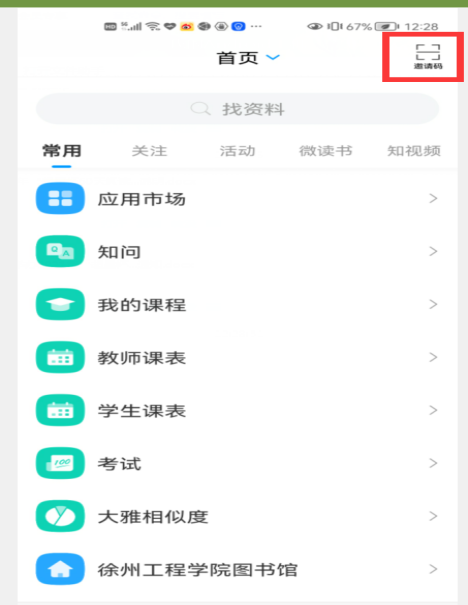 67% 12:28
首页
邀请码
找资料
常用 关注 活动 微读书 知视频
应用市场
知问
我的课程
教师课表
学生课表
100 考试
大雅相似度
徐州工程学院图书馆